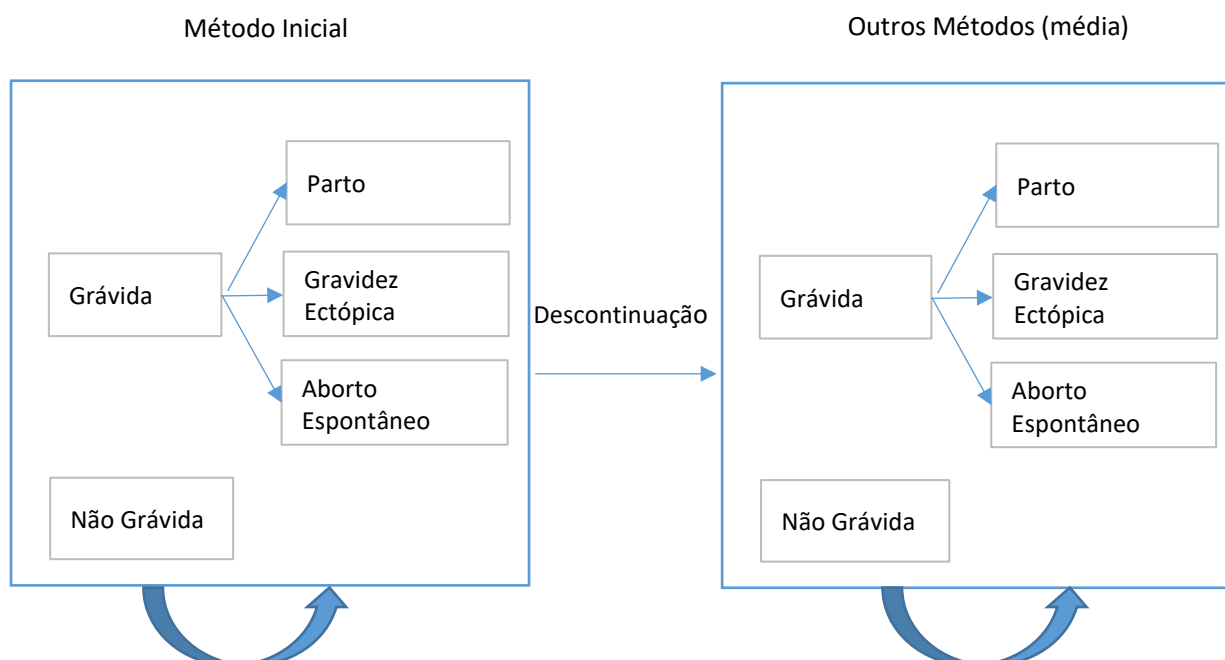 Método Inicial
Parto
Grávida
Gravidez
Ectópica
Aborto
Espontâneo
Não Grávida
Descontinuação
Outros Métodos (média)
Parto
Grávida
Gravidez
Ectópica
Aborto
Espontâneo
Não Grávida